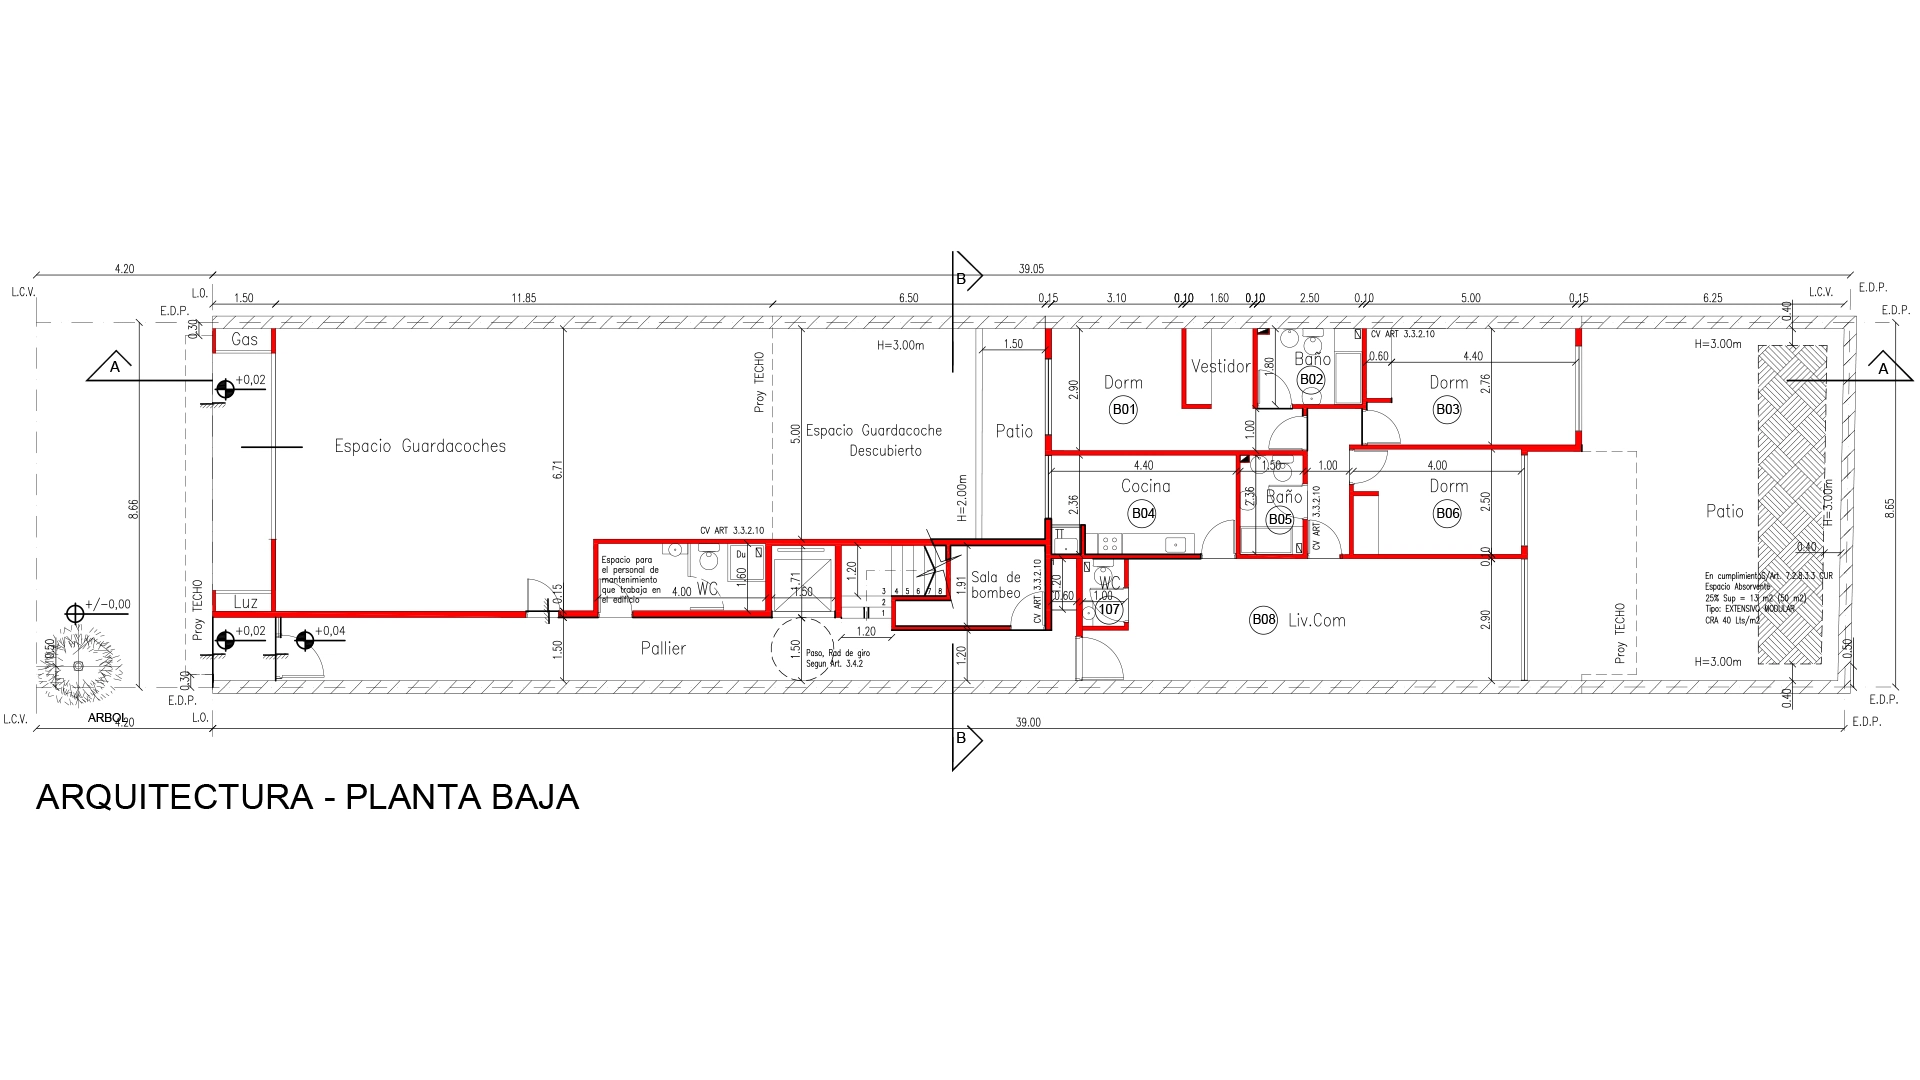 B
4.20
39.05
L.C.V.
L.O.
1.50
11.85
6.50
0.15
3.10
0.10
1.60
0.10
2.50
0.10
5.00
0.15
6.25
L.C.V.
E.D.P.
E.D.P.
0.30
0.40
E.D.P.
Gas
H=3.00m
1.50
CV ART 3.3.2.10
H=3.00m
A
+0,02
Proy TECHO
Dorm
B01
2.90
Vestidor
1.80
Baño
B02
0.60
4.40
Dorm
B03
2.76
A
Espacio Guardacoches
6.71
5.00
Espacio Guardacoche
Descubierto
Patio
1.00
H=2.00m
4.40
Cocina
B04
2.36
1.50
2.36
Baño
B05
1.00
CV ART 3.3.2.10
4.00
Dorm
B06
2.50
Patio
H=3.00m
8.66
8.65
CV ART 3.3.2.10
Espacio para
el personal de
mantenimiento
que trabaja en
el edificio
Du
WC
1.60
4.00
1.71
1.50
1.20
3
2
1
4 5 6 7 8
1.91
Sala de
bombeo
CV ART 3.3.2.10
1.20
0.60
WC
1.00
107
0.10
0.40
En cumplimientoS/Art. 7.2.8.3.3 CUR
Espacio Absorvente
25% Sup = 13 m2 (50 m2)
Tipo: EXTENSIVO MODULAR
CRA 40 Lts/m2
Luz
+/-0,00
Proy TECHO
0.15
+0,02
+0,04
1.50
Pallier
1.50
1.20
Paso, Rad de giro
Segun Art. 3.4.2
1.20
B08
Liv.Com
2.90
Proy TECHO
H=3.00m
0.50
0.50
0.30
0.40
E.D.P.
E.D.P.
L.C.V.
ARBOL
4.20
L.O.
39.00
E.D.P.
B
ARQUITECTURA - PLANTA BAJA